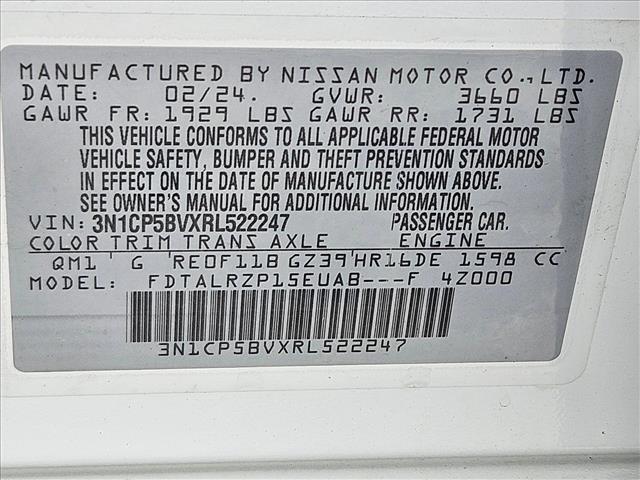 MANUFACTURED BY NISSAN MOTOR CO., LTD.
DATE: 02/24. GVWR: 3660 LBS
GAWR FR: 1929 LBS GAWR RR: 1731 LBS
THIS VEHICLE CONFORMS TO ALL APPLICABLE FEDERAL MOTOR
VEHICLE SAFETY, BUMPER AND THEFT PREVENTION STANDARDS
IN EFFECT ON THE DATE OF MANUFACTURE SHOWN ABOVE.
SEE OWNER'S MANUAL FOR ADDITIONAL INFORMATION.
VIN: 3N1CP5BVXRL522247 PASSENGER CAR.
COLOR TRIM TRANS AXLE ENGINE
QM1 G RE0F11B GZ39 HR16DE 1598 CC
MODEL: FDTALRZP15EUAB---F 4Z000
3N1CP5BVXRL522247